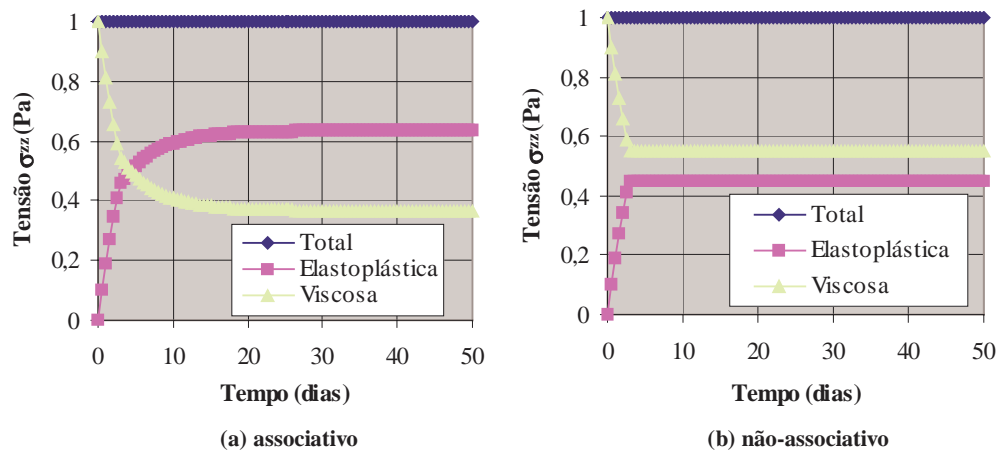 Tensão σzz(Pa)
1
0,8
0,6
0,4
0,2
0
Total
Elastoplástica
Viscosa
0 10 20 30 40 50
Tempo (dias)
(a) associativo
Tensão σzz(Pa)
1
0,8
0,6
0,4
0,2
0
Total
Elastoplástica
Viscosa
0 10 20 30 40 50
Tempo (dias)
(b) não-associativo